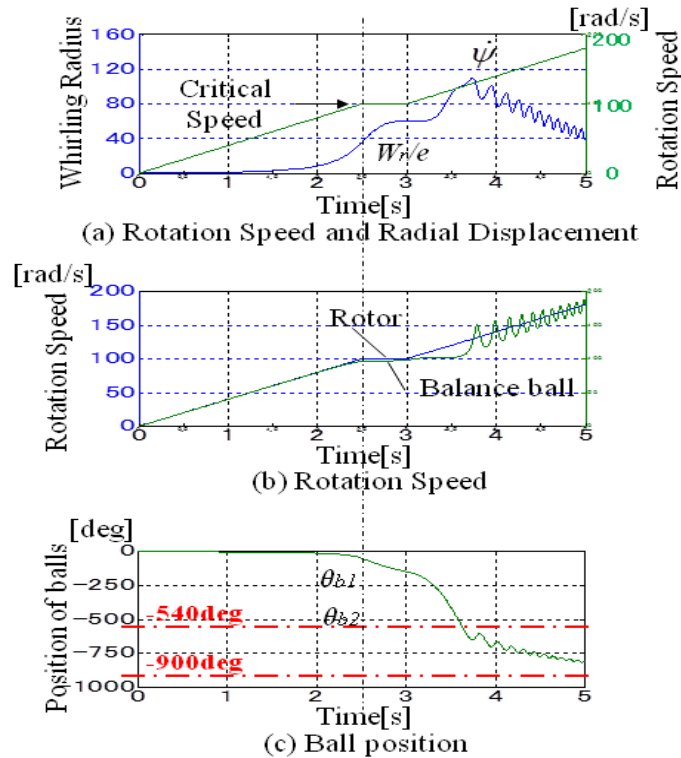 [rad/s]
160
120
80
40
0
Whirling Radius
Critical
Speed
ψ̇
Wr/e
200
100
0
Rotation Speed
0 1 2 3 4 5
Time[s]
(a) Rotation Speed and Radial Displacement
[rad/s]
200
150
100
50
0
Rotation Speed
Rotor
Balance ball
0 1 2 3 4 5
Time[s]
(b) Rotation Speed
[deg]
0
-250
-500
-750
1000
Position of balls
θb1
θb2
-540deg
-900deg
0 1 2 3 4 5
Time[s]
(c) Ball position